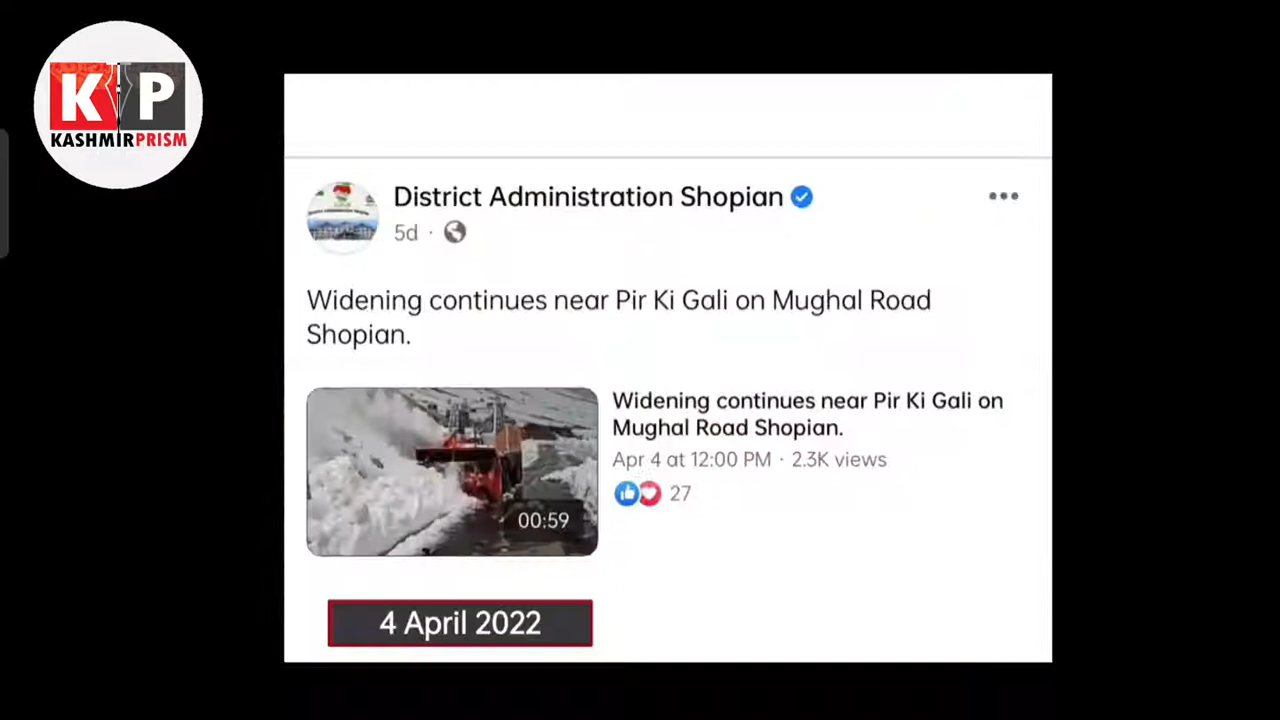 K P
KASHMIRPRISM
District Administration Shopian
5d ·
Widening continues near Pir Ki Gali on Mughal Road
Shopian.
Widening continues near Pir Ki Gali on
Mughal Road Shopian.
Apr 4 at 12:00 PM · 2.3K views
27
00:59
4 April 2022